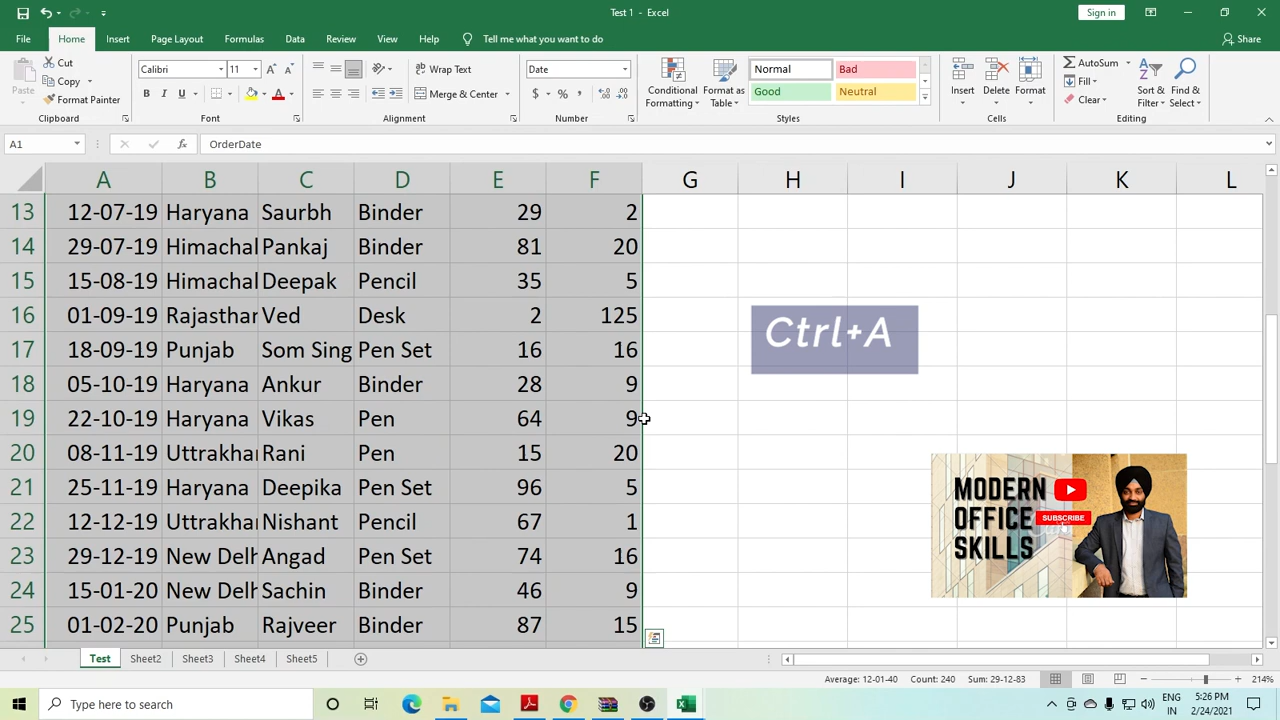 Test 1 - Excel
Sign in
File Home Insert Page Layout Formulas Data Review View Help Tell me what you want to do Share
Paste
Cut
Copy
Format Painter
Clipboard
Calibri 11
B I U
Font
Wrap Text
Merge & Center
Alignment
Date
$ % ,
Number
Conditional Formatting
Format as Table
Normal Bad
Good Neutral
Styles
Insert Delete Format
Cells
AutoSum
Fill
Clear
Sort & Filter
Find & Select
Editing
A1 fx OrderDate
A B C D E F G H I J K L
13 12-07-19 Haryana Saurbh Binder 29 2
14 29-07-19 Himachal Pankaj Binder 81 20
15 15-08-19 Himachal Deepak Pencil 35 5
16 01-09-19 Rajasthan Ved Desk 2 125
17 18-09-19 Punjab Som Sing Pen Set 16 16
18 05-10-19 Haryana Ankur Binder 28 9
19 22-10-19 Haryana Vikas Pen 64 9
20 08-11-19 Uttrakhan Rani Pen 15 20
21 25-11-19 Haryana Deepika Pen Set 96 5
22 12-12-19 Uttrakhan Nishant Pencil 67 1
23 29-12-19 New Delh Angad Pen Set 74 16
24 15-01-20 New Delh Sachin Binder 46 9
25 01-02-20 Punjab Rajveer Binder 87 15
Ctrl+A
MODERN
OFFICE
SKILLS
SUBSCRIBE
Test Sheet2 Sheet3 Sheet4 Sheet5
Average: 12-01-40 Count: 240 Sum: 29-12-83 214%
Type here to search
ENG
IN
5:26 PM
2/24/2021